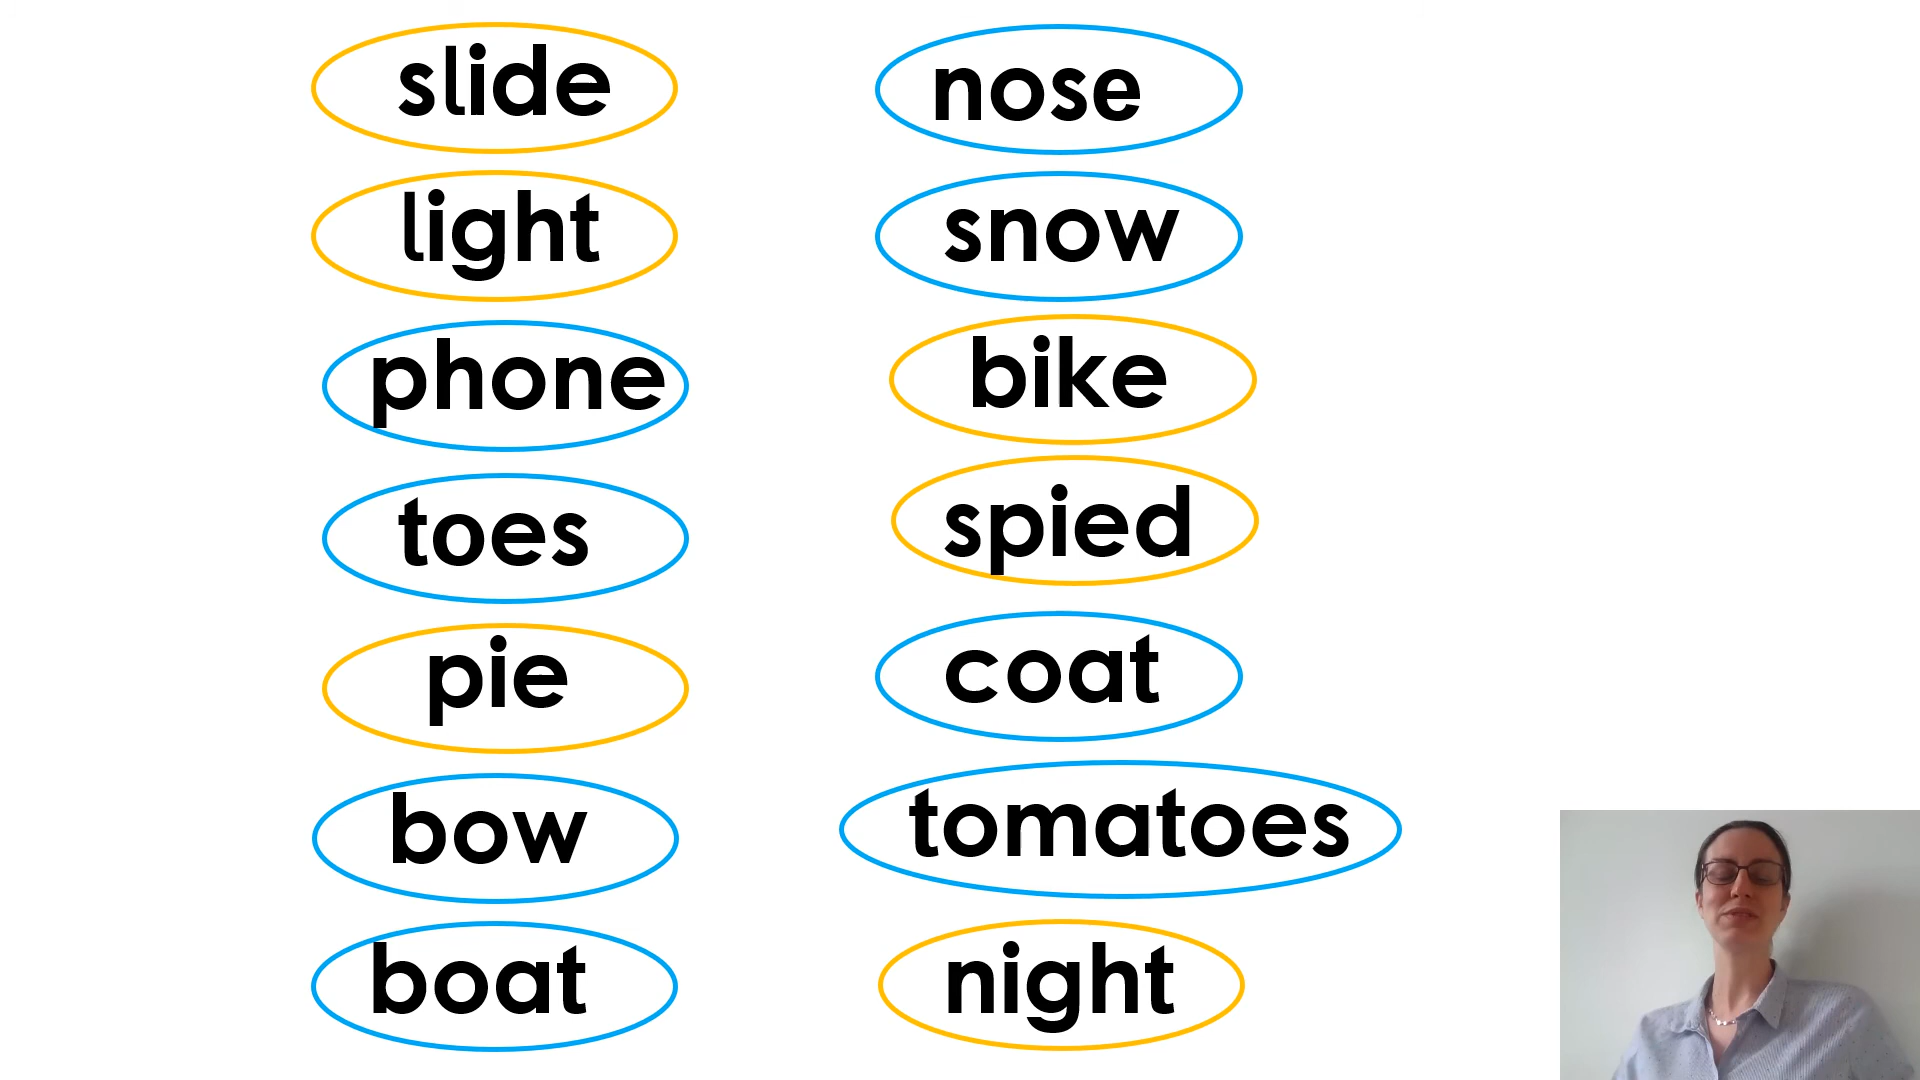 slide
light
phone
toes
pie
bow
boat
nose
snow
bike
spied
coat
tomatoes
night